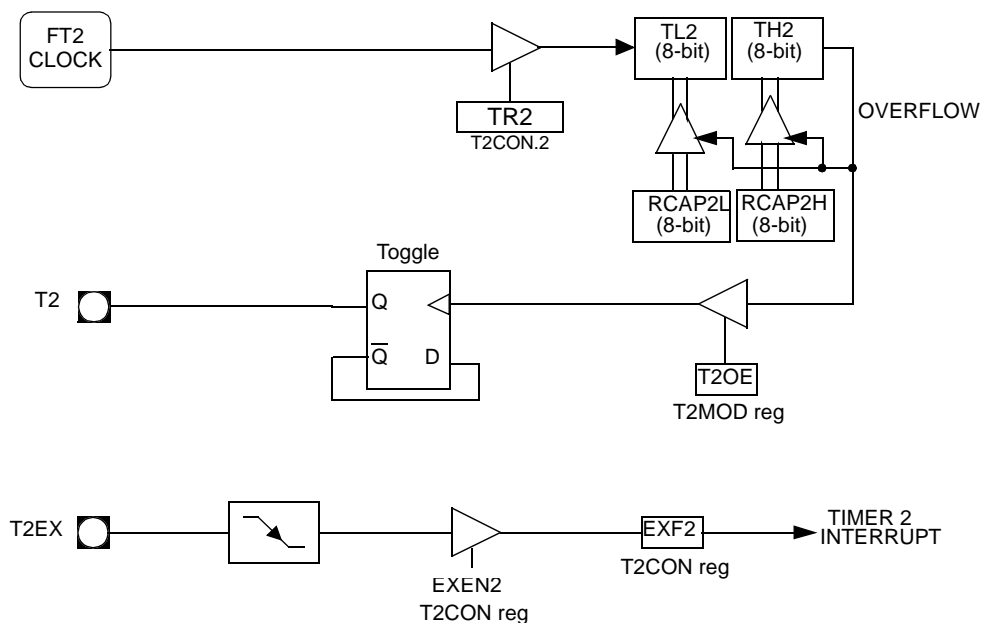 FT2
CLOCK
TL2
(8-bit)
TH2
(8-bit)
TR2
T2CON.2
OVERFLOW
RCAP2L
(8-bit)
RCAP2H
(8-bit)
Toggle
T2
Q
Q
D
T2OE
T2MOD reg
T2EX
EXF2
TIMER 2
INTERRUPT
T2CON reg
EXEN2
T2CON reg